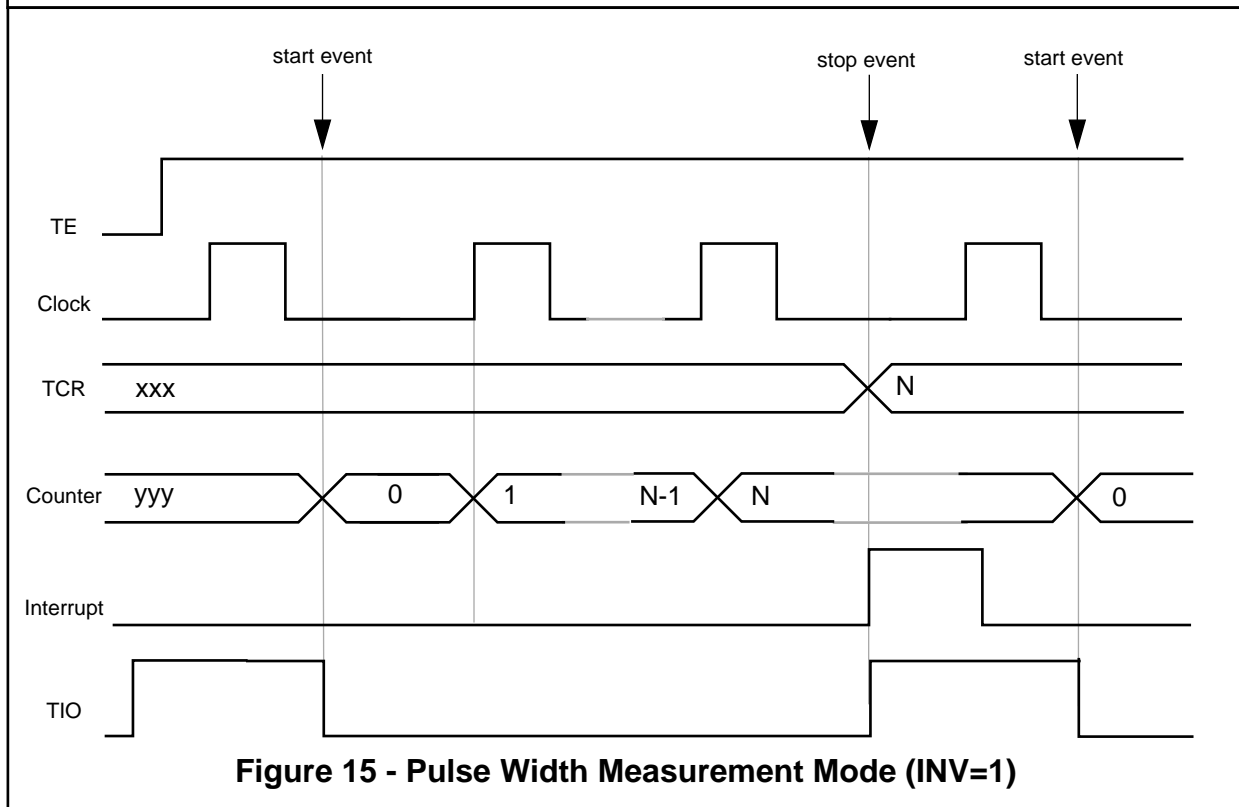 start event
stop event
start event
TE
Clock
TCR
xxx
N
Counter
yyy
0
1
N-1
N
0
Interrupt
TIO
Figure 15 - Pulse Width Measurement Mode (INV=1)